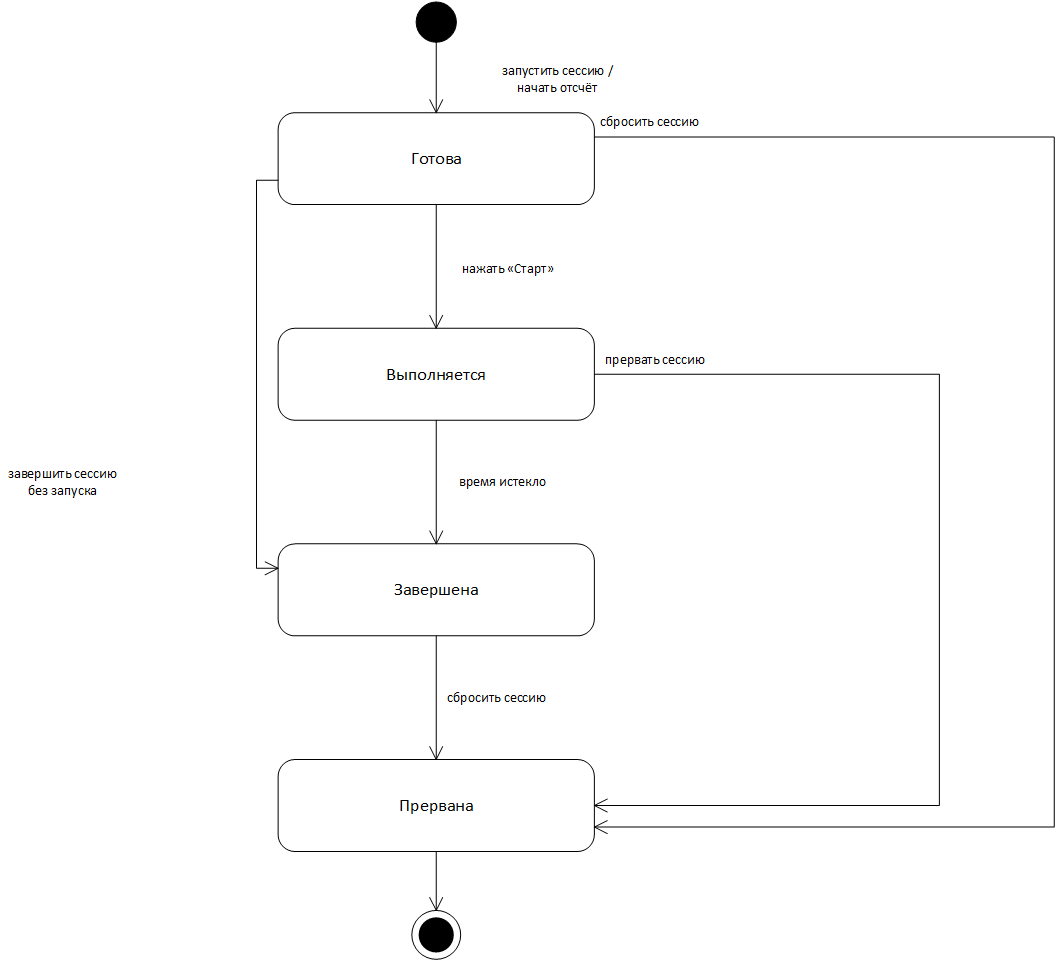 запустить сессию /
начать отсчёт
сбросить сессию
Готова
нажать «Старт»
прервать сессию
Выполняется
завершить сессию
без запуска
время истекло
Завершена
сбросить сессию
Прервана